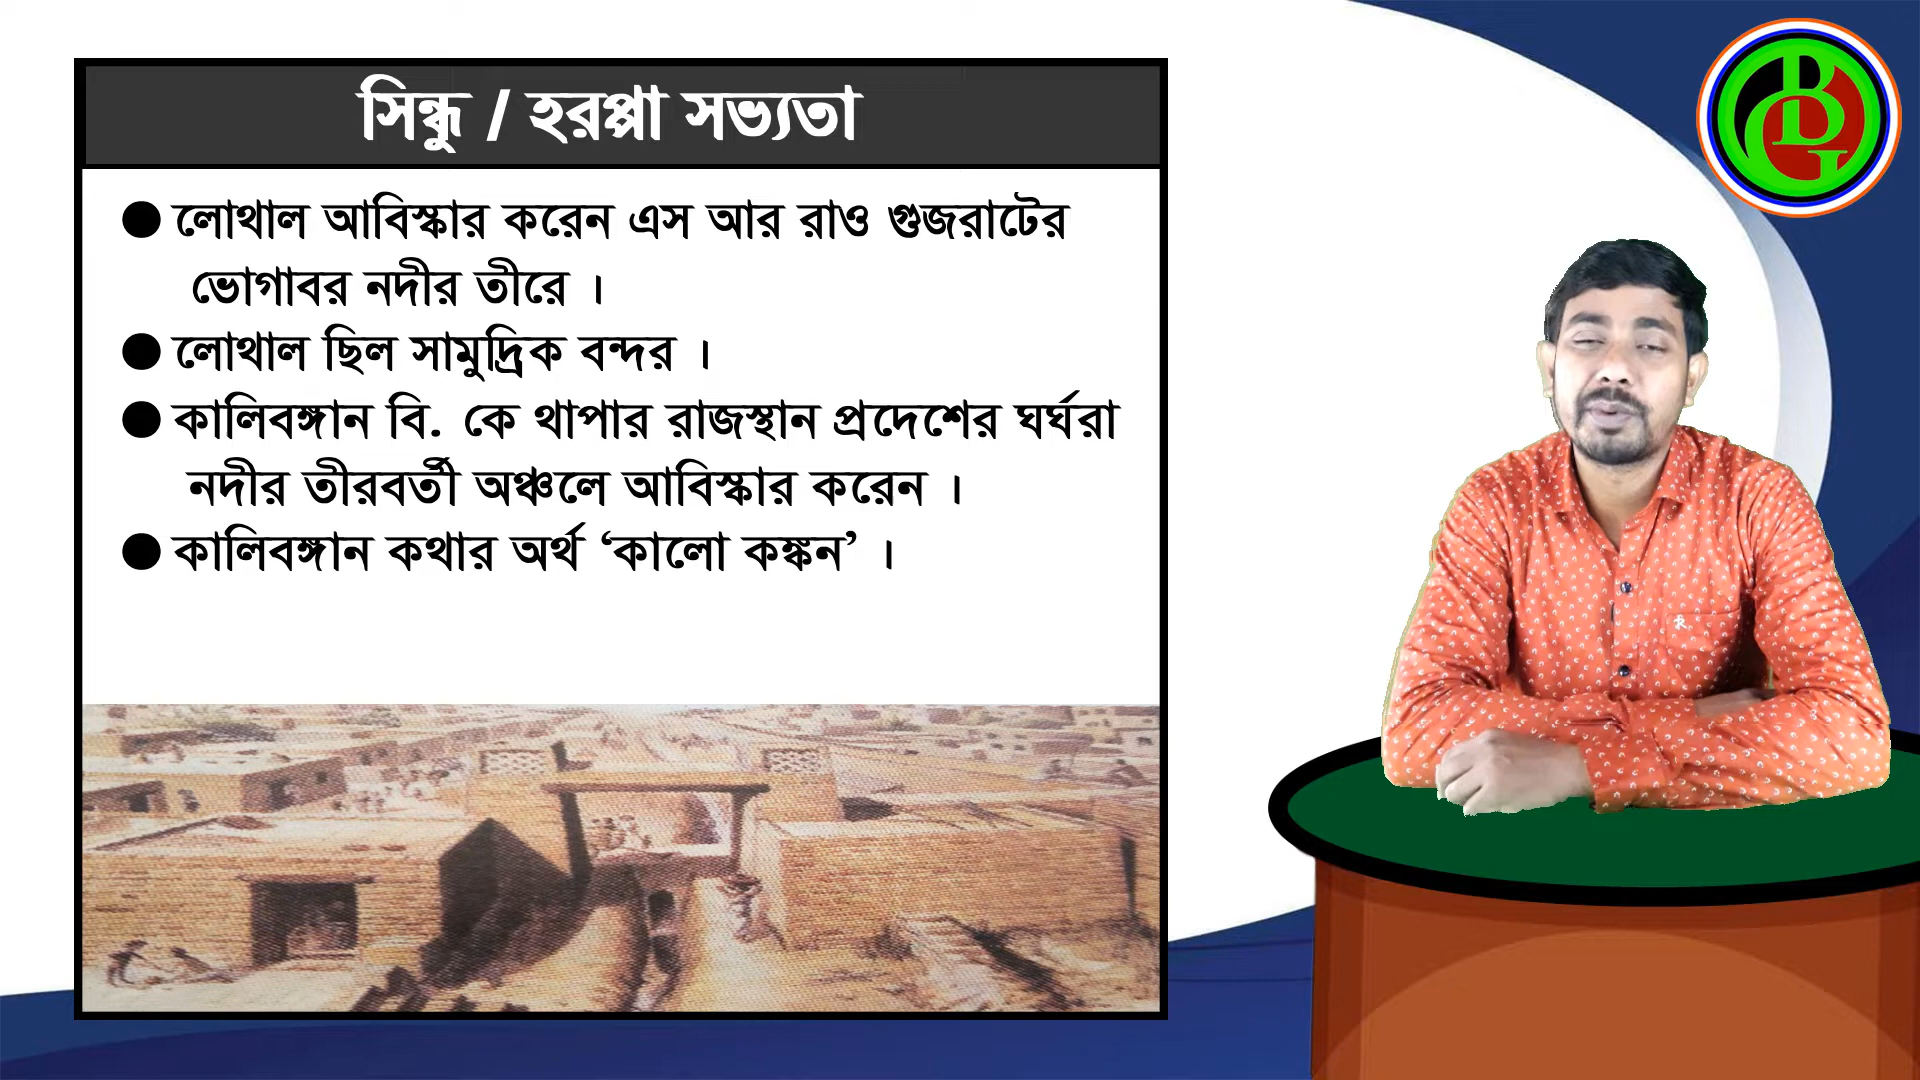 সিন্ধু / হরপ্পা সভ্যতা
● লোথাল আবিস্কার করেন এস আর রাও গুজরাটের
ভোগাবর নদীর তীরে ।
● লোথাল ছিল সামুদ্রিক বন্দর ।
● কালিবঙ্গান বি. কে থাপার রাজস্থান প্রদেশের ঘর্ঘরা
নদীর তীরবর্তী অঞ্চলে আবিস্কার করেন ।
● কালিবঙ্গান কথার অর্থ ‘কালো কঙ্কন’ ।